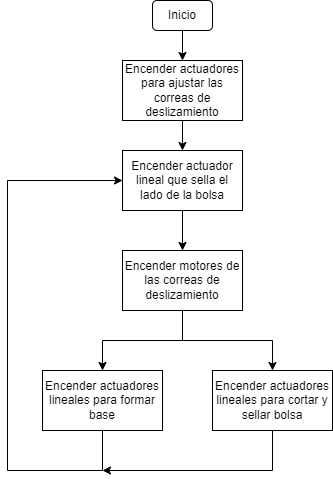 Inicio
Encender actuadores
para ajustar las
correas de
deslizamiento
Encender actuador
lineal que sella el
lado de la bolsa
Encender motores de
las correas de
deslizamiento
Encender actuadores
lineales para formar
base
Encender actuadores
lineales para cortar y
sellar bolsa